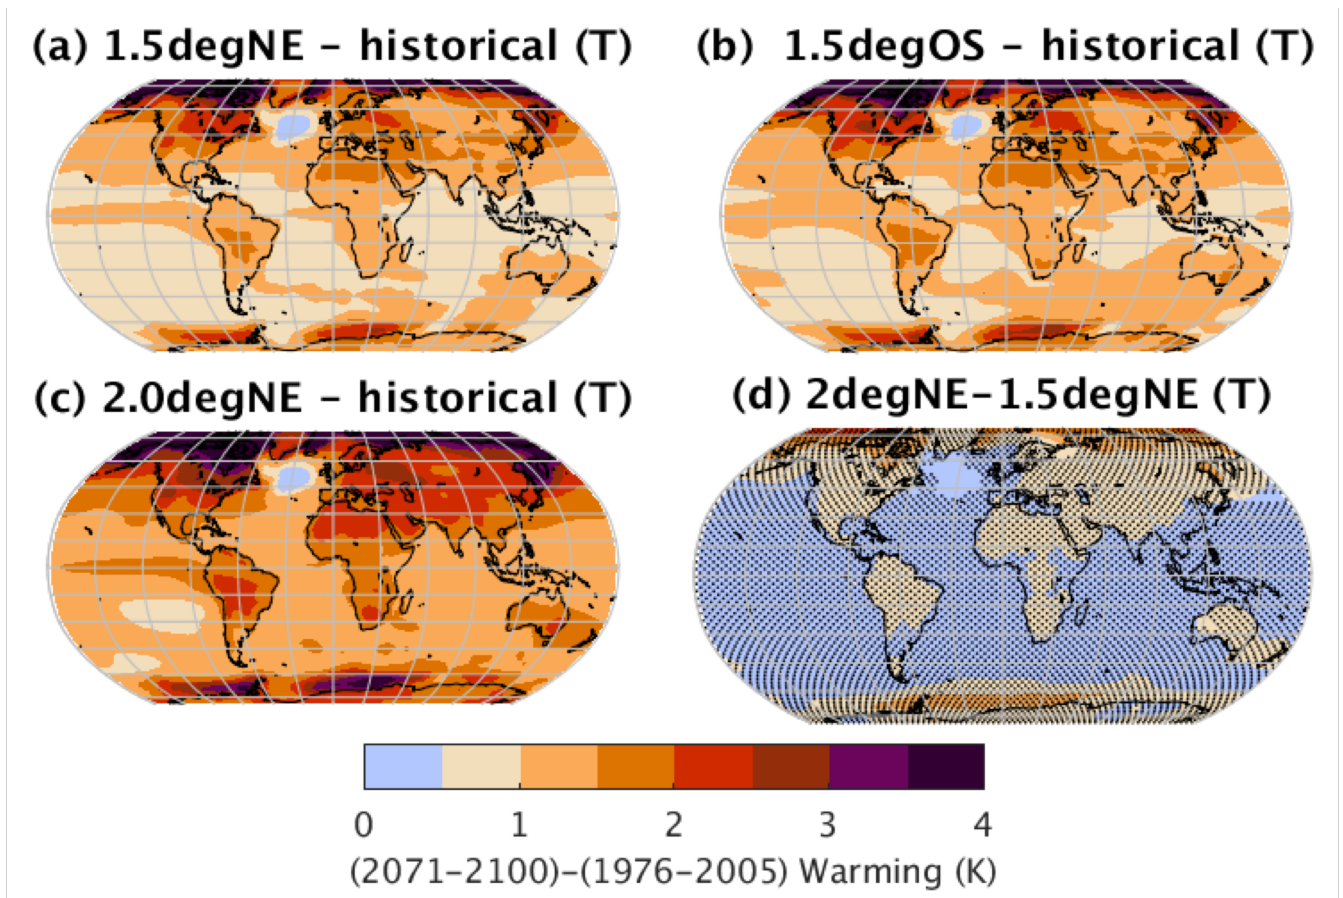 (a) 1.5degNE – historical (T)
(b) 1.5degOS – historical (T)
(c) 2.0degNE – historical (T)
(d) 2degNE–1.5degNE (T)
0 1 2 3 4
(2071–2100)–(1976–2005) Warming (K)